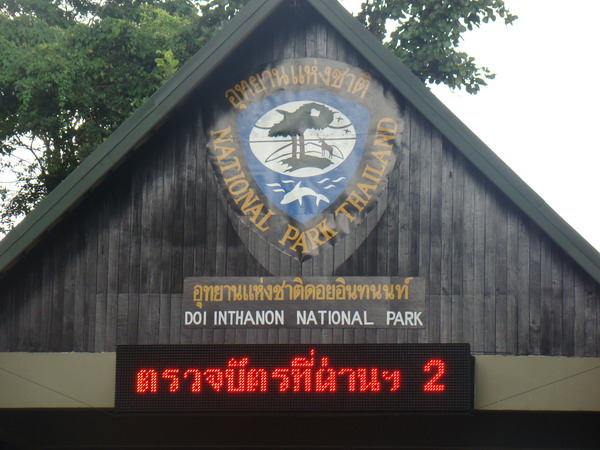 อุทยานแห่งชาติ
NATIONAL PARK THAILAND
อุทยานแห่งชาติดอยอินทนนท์
DOI INTHANON NATIONAL PARK
ตรวจบัตรที่ผ่านฯ 2